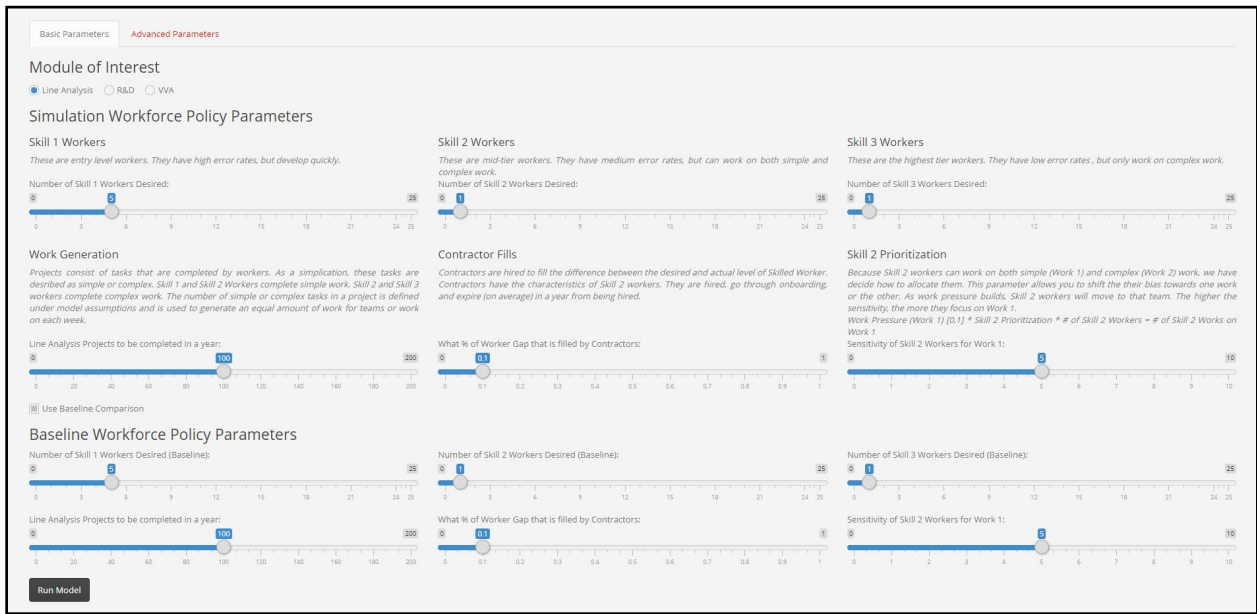 Basic Parameters Advanced Parameters
Module of Interest
Line Analysis R&D VVA
Simulation Workforce Policy Parameters
Skill 1 Workers
These are entry level workers. They have high error rates, but develop quickly.
Number of Skill 1 Workers Desired:
0 5 25
0 3 6 9 12 15 18 21 24 25
Skill 2 Workers
These are mid-tier workers. They have medium error rates, but can work on both simple and
complex work.
Number of Skill 2 Workers Desired:
0 1 25
0 3 6 9 12 15 18 21 24 25
Skill 3 Workers
These are the highest tier workers. They have low error rates , but only work on complex work.
Number of Skill 3 Workers Desired:
0 1 25
0 3 6 9 12 15 18 21 24 25
Work Generation
Projects consist of tasks that are completed by workers. As a simplication, these tasks are
desribed as simple or complex. Skill 1 and Skill 2 Workers complete simple work. Skill 2 and Skill 3
workers complete complex work. The number of simple or complex tasks in a project is defined
under model assumptions and is used to generate an equal amount of work for teams or work
on each week.
Line Analysis Projects to be completed in a year:
0 100 200
0 20 40 60 80 100 120 140 160 180 200
Contractor Fills
Contractors are hired to fill the difference between the desired and actual level of Skilled Worker.
Contractors have the characteristics of Skill 2 workers. They are hired, go through onboarding,
and expire (on average) in a year from being hired.
What % of Worker Gap that is filled by Contractors:
0 0.1 1
0 0.1 0.2 0.3 0.4 0.5 0.6 0.7 0.8 0.9 1
Skill 2 Prioritization
Because Skill 2 workers can work on both simple (Work 1) and complex (Work 2) work, we have
decide how to allocate them. This parameter allows you to shift the their bias towards one work
or the other. As work pressure builds, Skill 2 workers will move to that team. The higher the
sensitivity, the more they focus on Work 1.
Work Pressure (Work 1) [0,1] * Skill 2 Prioritization * # of Skill 2 Workers = # of Skill 2 Works on
Work 1
Sensitivity of Skill 2 Workers for Work 1:
0 5 10
0 1 2 3 4 5 6 7 8 9 10
Use Baseline Comparison
Baseline Workforce Policy Parameters
Number of Skill 1 Workers Desired (Baseline):
0 5 25
0 3 6 9 12 15 18 21 24 25
Number of Skill 2 Workers Desired (Baseline):
0 1 25
0 3 6 9 12 15 18 21 24 25
Number of Skill 3 Workers Desired (Baseline):
0 1 25
0 3 6 9 12 15 18 21 24 25
Line Analysis Projects to be completed in a year:
0 100 200
0 20 40 60 80 100 120 140 160 180 200
What % of Worker Gap that is filled by Contractors:
0 0.1 1
0 0.1 0.2 0.3 0.4 0.5 0.6 0.7 0.8 0.9 1
Sensitivity of Skill 2 Workers for Work 1:
0 5 10
0 1 2 3 4 5 6 7 8 9 10
Run Model